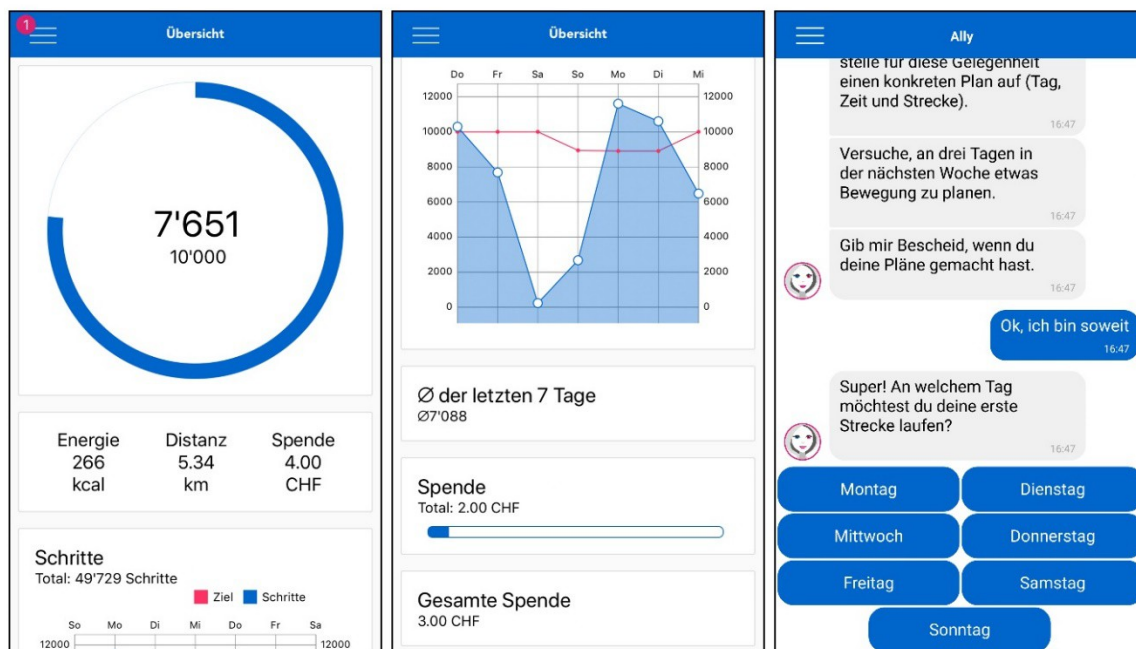 1
Übersicht
7'651
10'000
Energie
266
kcal
Distanz
5.34
km
Spende
4.00
CHF
Schritte
Total: 49'729 Schritte
Ziel Schritte
So Mo Di Mi Do Fr Sa
12000 12000
Übersicht
Do Fr Sa So Mo Di Mi
12000 12000
10000 10000
8000 8000
6000 6000
4000 4000
2000 2000
0 0
Ø der letzten 7 Tage
Ø7'088
Spende
Total: 2.00 CHF
Gesamte Spende
3.00 CHF
Ally
stelle für diese Gelegenheit
einen konkreten Plan auf (Tag,
Zeit und Strecke).
16:47
Versuche, an drei Tagen in
der nächsten Woche etwas
Bewegung zu planen.
16:47
Gib mir Bescheid, wenn du
deine Pläne gemacht hast.
16:47
Ok, ich bin soweit
16:47
Super! An welchem Tag
möchtest du deine erste
Strecke laufen?
16:47
Montag Dienstag
Mittwoch Donnerstag
Freitag Samstag
Sonntag